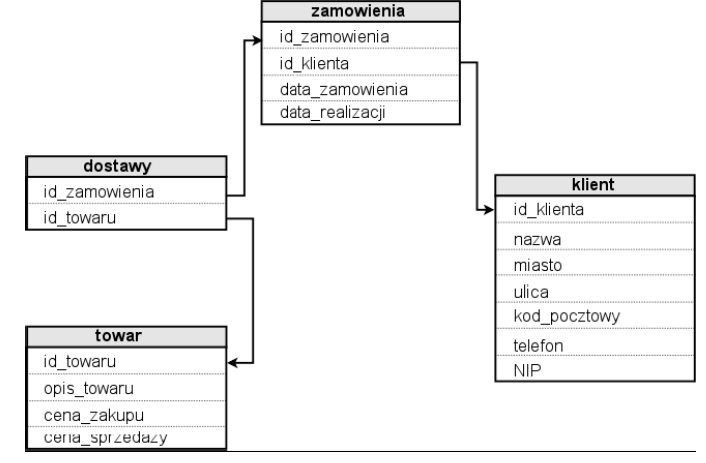 zamowienia
id_zamowienia
id_klienta
data_zamowienia
data_realizacji
dostawy
id_zamowienia
id_towaru
klient
id_klienta
nazwa
miasto
ulica
kod_pocztowy
telefon
NIP
towar
id_towaru
opis_towaru
cena_zakupu
cena_sprzedazy